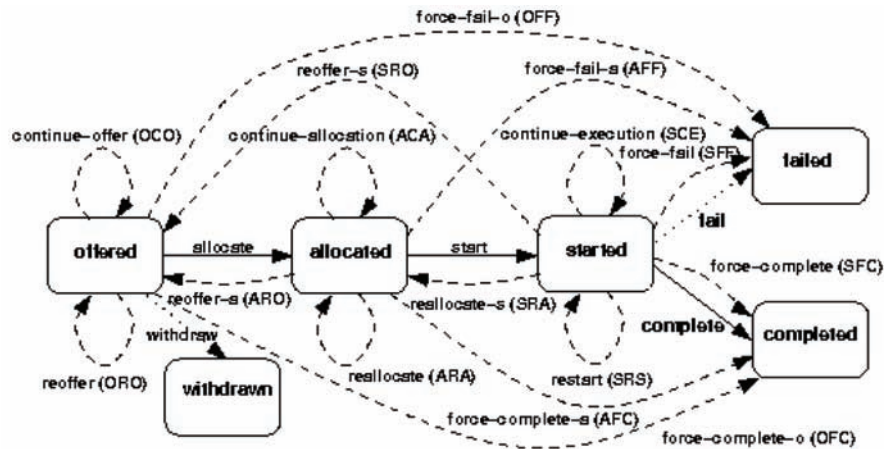 force-fail-o (OFF)
reoffer-s (SRO)
force-fail-a (AFF)
continue-offer (OCO)
continue-allocation (ACA)
continue-execution (SCE)
force-fail (SFF)
failed
fail
offered
allocate
allocated
start
started
force-complete (SFC)
reoffer-a (ARO)
reallocate-s (SRA)
withdraw
complete
completed
reoffer (ORO)
withdrawn
reallocate (ARA)
restart (SRS)
force-complete-a (AFC)
force-complete-o (OFC)